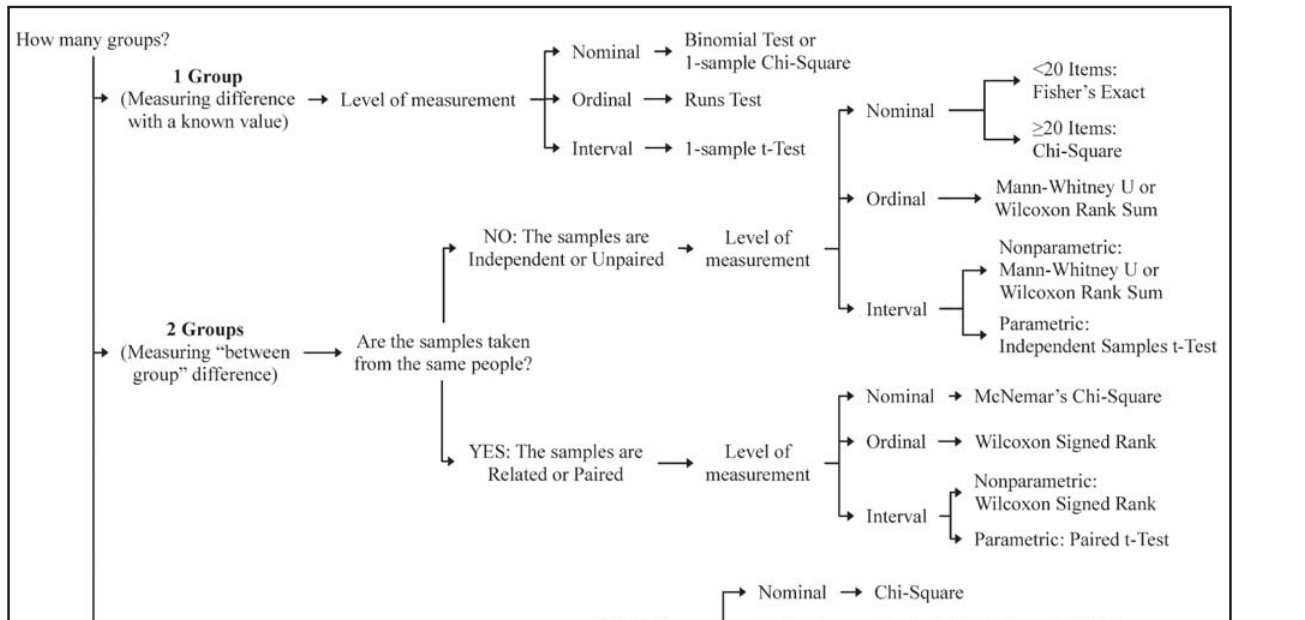 How many groups?
1 Group
(Measuring difference
with a known value)
Level of measurement
Nominal
Binomial Test or
1-sample Chi-Square
Ordinal
Runs Test
Interval
1-sample t-Test
2 Groups
(Measuring “between
group” difference)
Are the samples taken
from the same people?
NO: The samples are
Independent or Unpaired
Level of
measurement
Nominal
<20 Items:
Fisher’s Exact
≥20 Items:
Chi-Square
Ordinal
Mann-Whitney U or
Wilcoxon Rank Sum
Interval
Nonparametric:
Mann-Whitney U or
Wilcoxon Rank Sum
Parametric:
Independent Samples t-Test
YES: The samples are
Related or Paired
Level of
measurement
Nominal
McNemar’s Chi-Square
Ordinal
Wilcoxon Signed Rank
Interval
Nonparametric:
Wilcoxon Signed Rank
Parametric: Paired t-Test
Nominal
Chi-Square